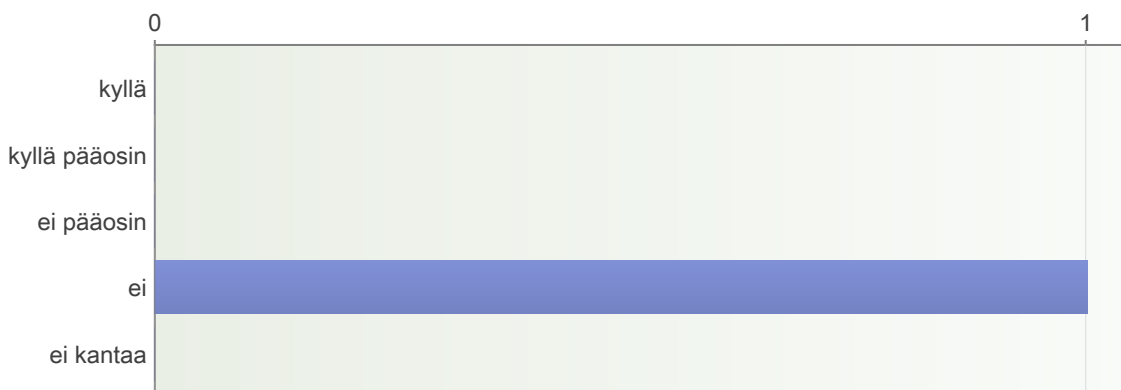 0 1
kyllä
kyllä pääosin
ei pääosin
ei
ei kantaa